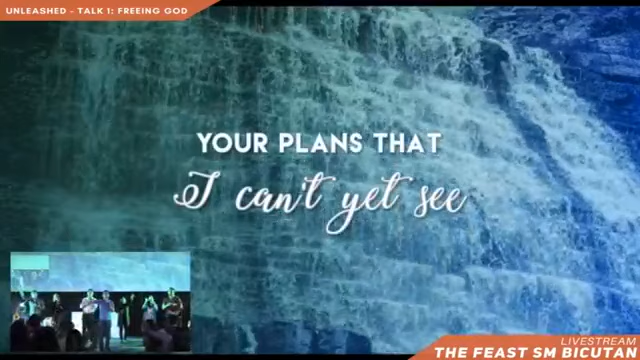 UNLEASHED - TALK 1: FREEING GOD
YOUR PLANS THAT
I can't yet see
LIVESTREAM
THE FEAST SM BICUTAN